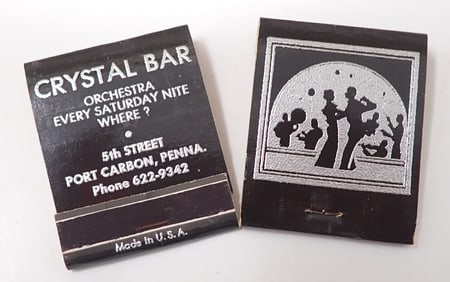 CRYSTAL BAR
ORCHESTRA
EVERY SATURDAY NITE
WHERE ?
5th STREET
PORT CARBON, PENNA.
Phone 622-9342
Made in U.S.A.